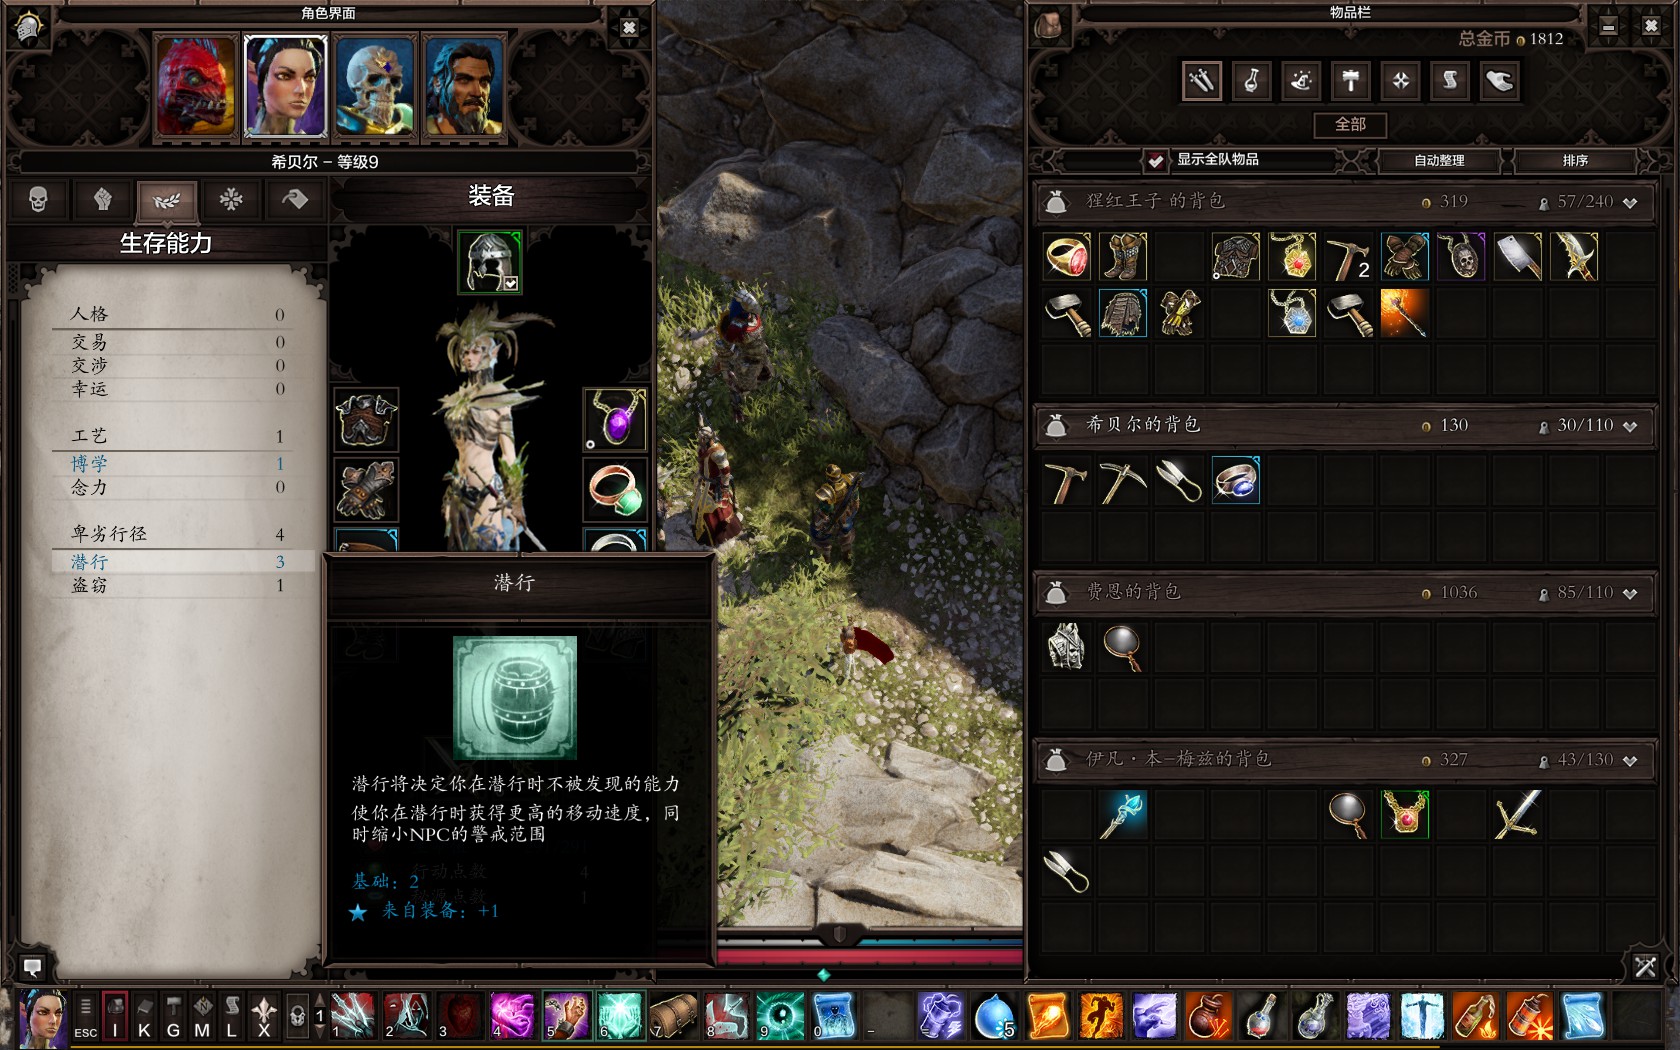 角色界面
希贝尔 – 等级9
装备
生存能力
人格 0
交易 0
交涉 0
幸运 0
工艺 1
博学 1
念力 0
卑劣行径 4
潜行 3
盗窃 1
潜行
潜行将决定你在潜行时不被发现的能力
使你在潜行时获得更高的移动速度，同
时缩小NPC的警戒范围
行动点数 4
基础：2
1
来自装备：+1
物品栏
总金币 1812
全部
显示全队物品
自动整理
排序
猩红王子 的背包 319 57/240
2
希贝尔的背包 130 30/110
费恩的背包 1036 85/110
伊凡·本–梅兹的背包 327 43/130
ESC I K G M L X 1 1 2 3 4 5 6 7 8 9 0 – = 5